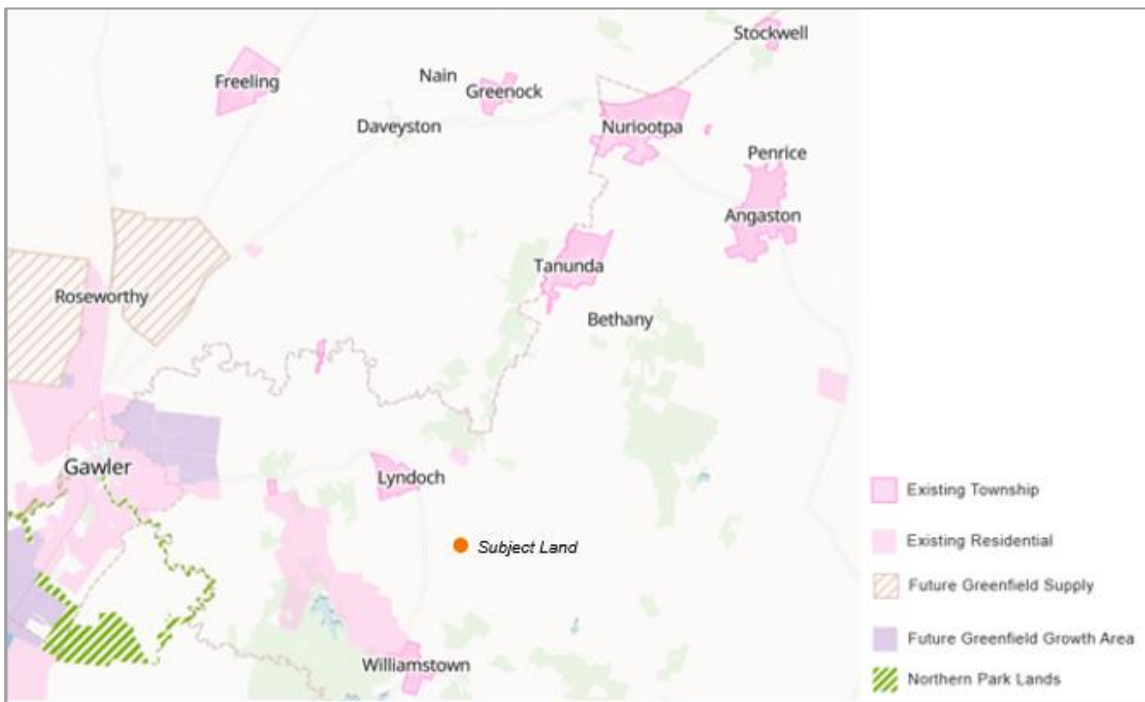 Stockwell
Freeling
Nain
Greenock
Daveyston
Nuriootpa
Penrice
Angaston
Tanunda
Roseworthy
Bethany
Gawler
Lyndoch
Subject Land
Williamstown
Existing Township
Existing Residential
Future Greenfield Supply
Future Greenfield Growth Area
Northern Park Lands